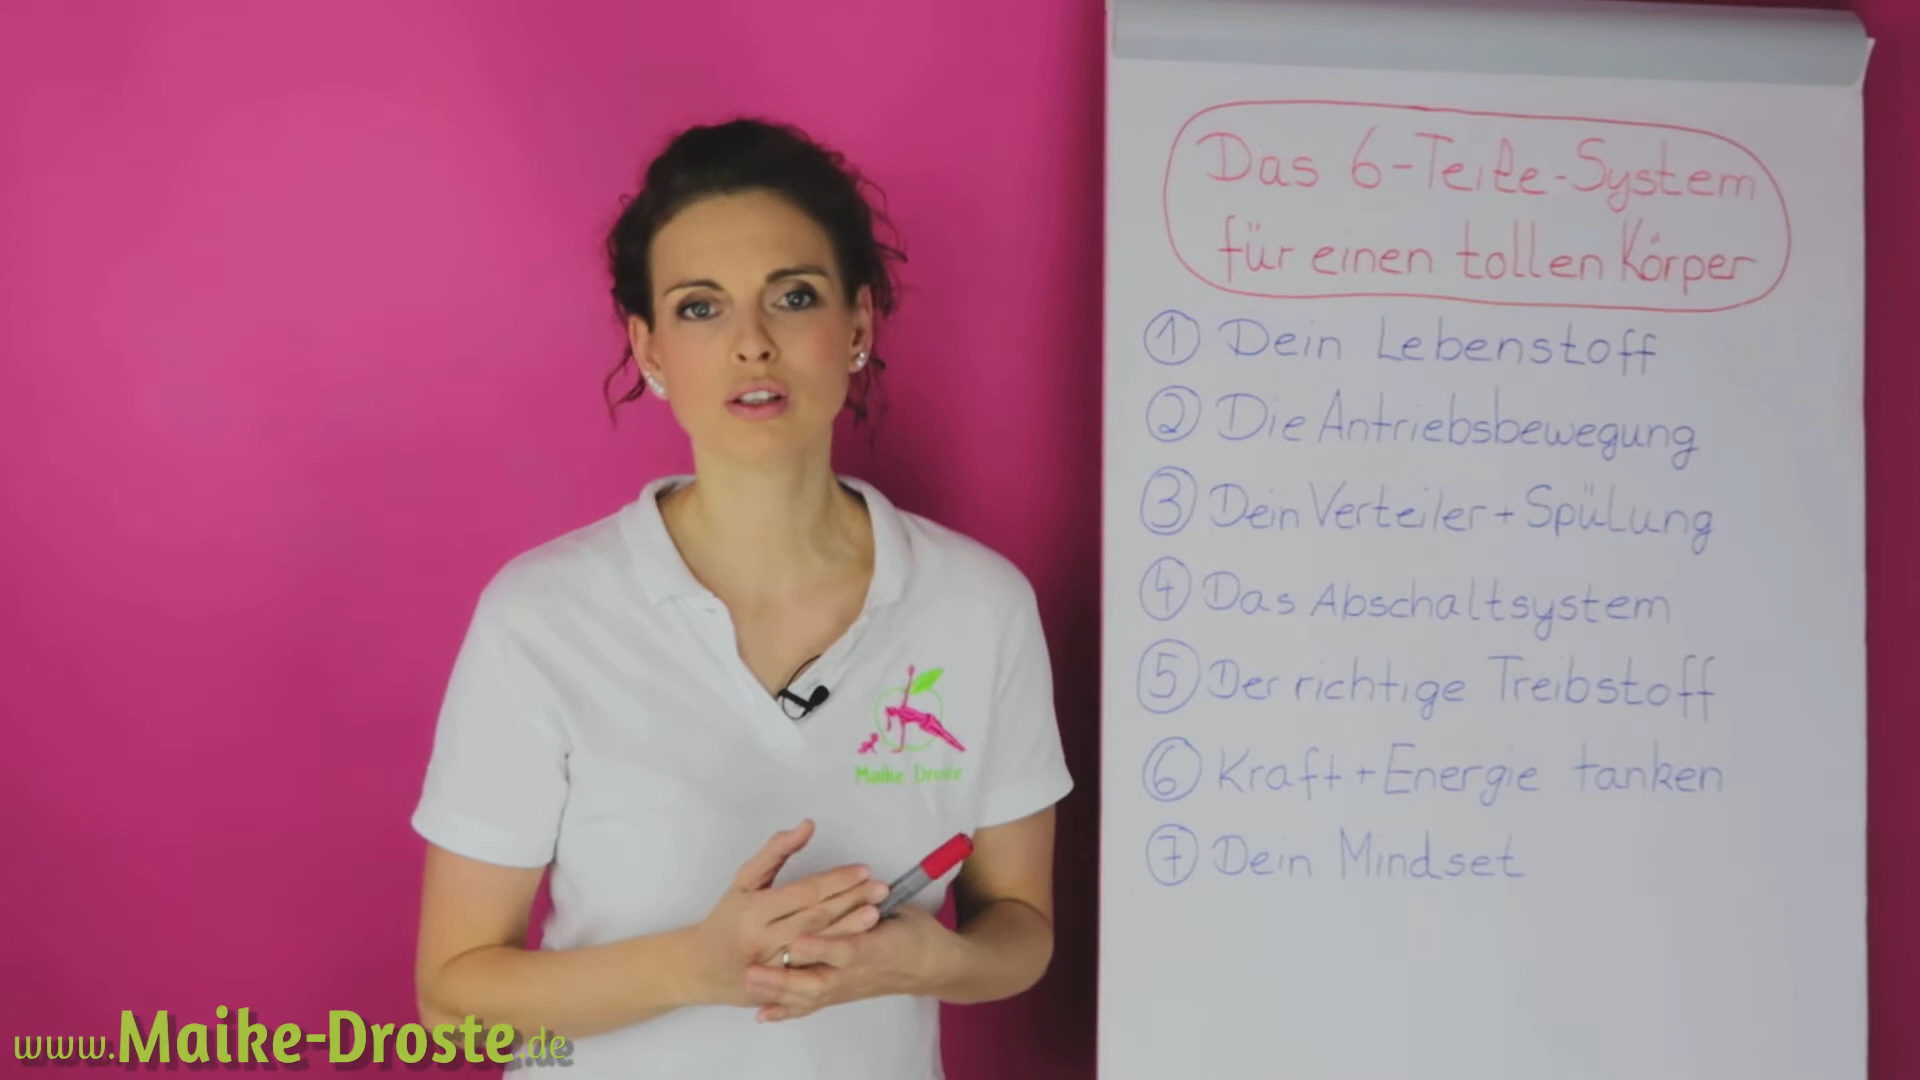 Das 6-Teile-System
für einen tollen Körper
① Dein Lebenstoff
② Die Antriebsbewegung
③ Dein Verteiler + Spülung
④ Das Abschaltsystem
⑤ Der richtige Treibstoff
⑥ Kraft + Energie tanken
⑦ Dein Mindset
Maike Droste
www.Maike-Droste.de